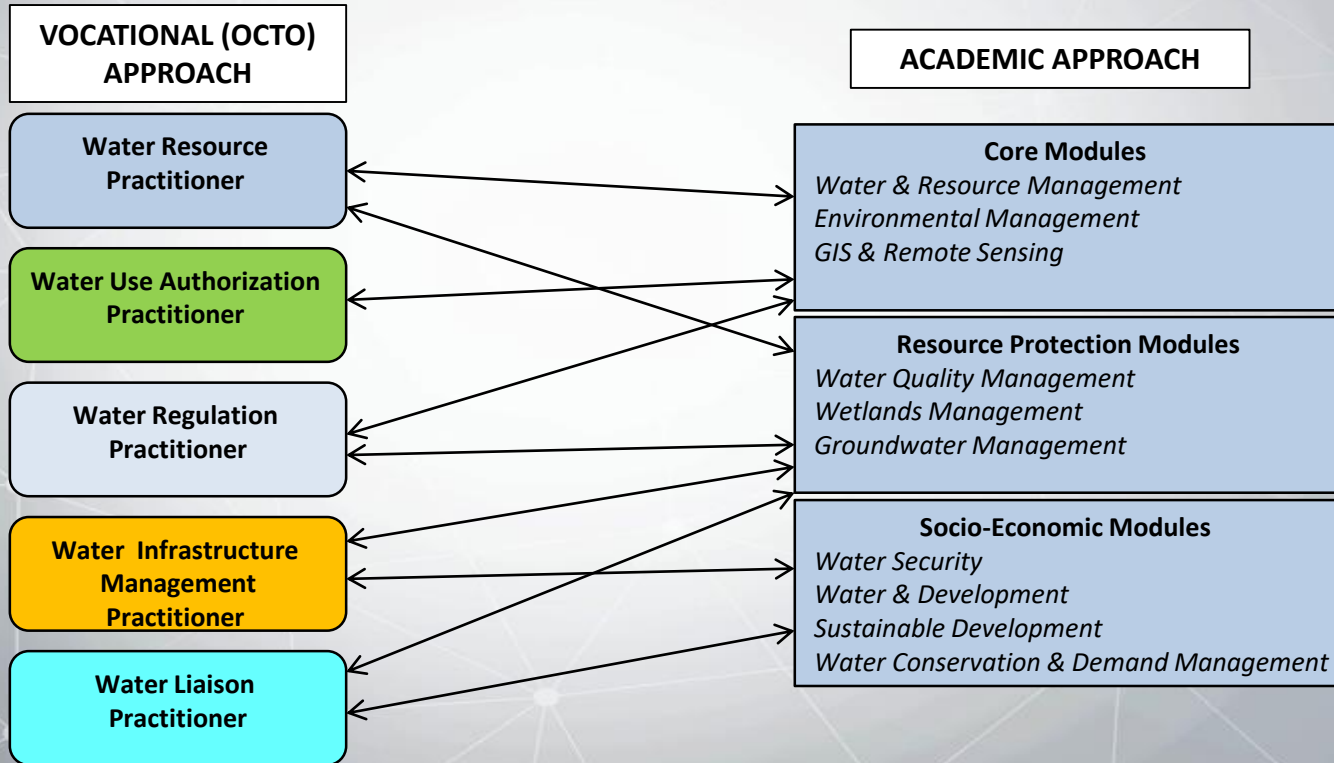 VOCATIONAL (OCTO)
APPROACH
Water Resource
Practitioner
Water Use Authorization
Practitioner
Water Regulation
Practitioner
Water Infrastructure
Management
Practitioner
Water Liaison
Practitioner
ACADEMIC APPROACH
Core Modules
Water & Resource Management
Environmental Management
GIS & Remote Sensing
Resource Protection Modules
Water Quality Management
Wetlands Management
Groundwater Management
Socio-Economic Modules
Water Security
Water & Development
Sustainable Development
Water Conservation & Demand Management